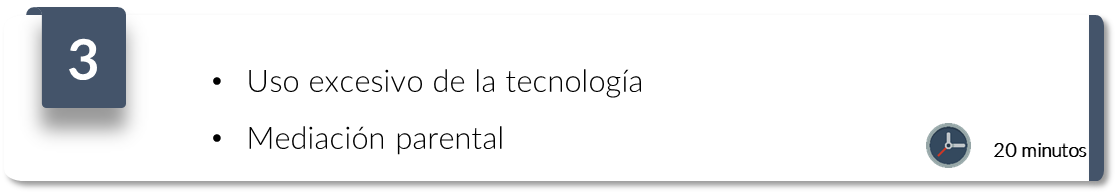 3
• Uso excesivo de la tecnología
• Mediación parental
20 minutos